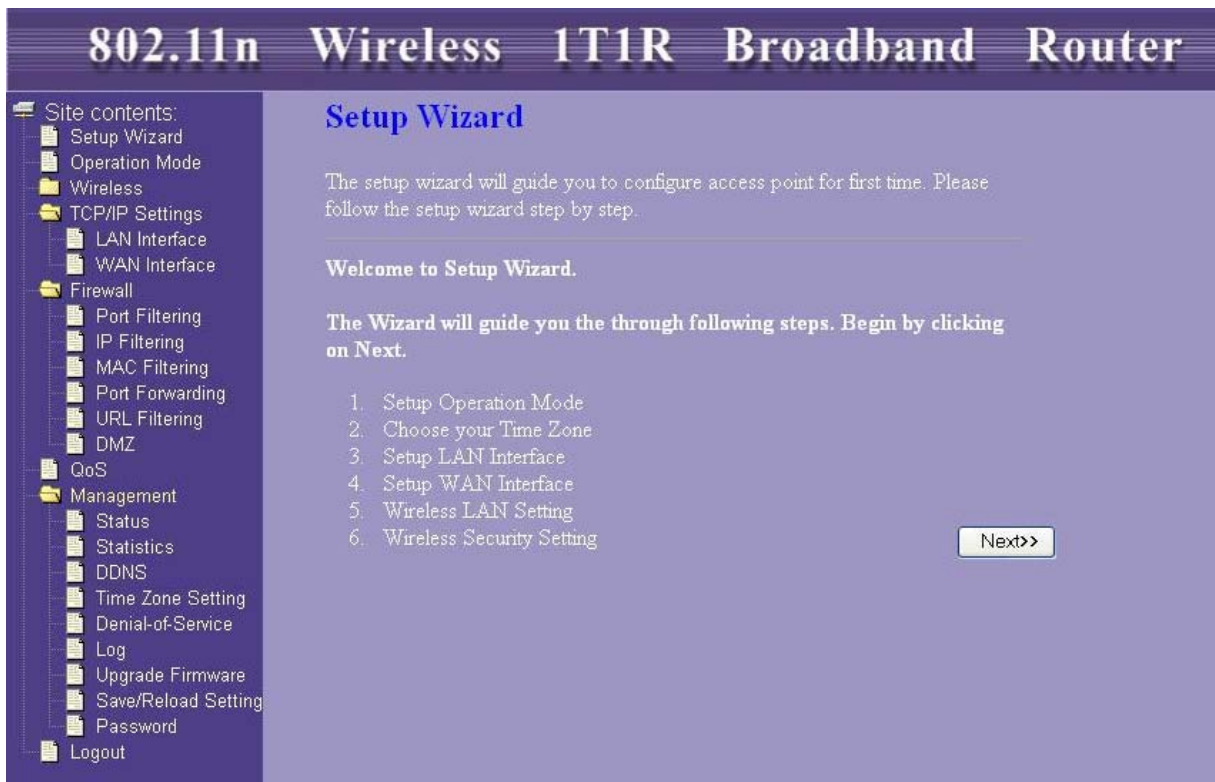 802.11n Wireless 1T1R Broadband Router
Site contents:
Setup Wizard
Operation Mode
Wireless
TCP/IP Settings
LAN Interface
WAN Interface
Firewall
Port Filtering
IP Filtering
MAC Filtering
Port Forwarding
URL Filtering
DMZ
QoS
Management
Status
Statistics
DDNS
Time Zone Setting
Denial-of-Service
Log
Upgrade Firmware
Save/Reload Setting
Password
Logout
Setup Wizard
The setup wizard will guide you to configure access point for first time. Please
follow the setup wizard step by step.
Welcome to Setup Wizard.
The Wizard will guide you the through following steps. Begin by clicking
on Next.
1. Setup Operation Mode
2. Choose your Time Zone
3. Setup LAN Interface
4. Setup WAN Interface
5. Wireless LAN Setting
6. Wireless Security Setting
Next>>